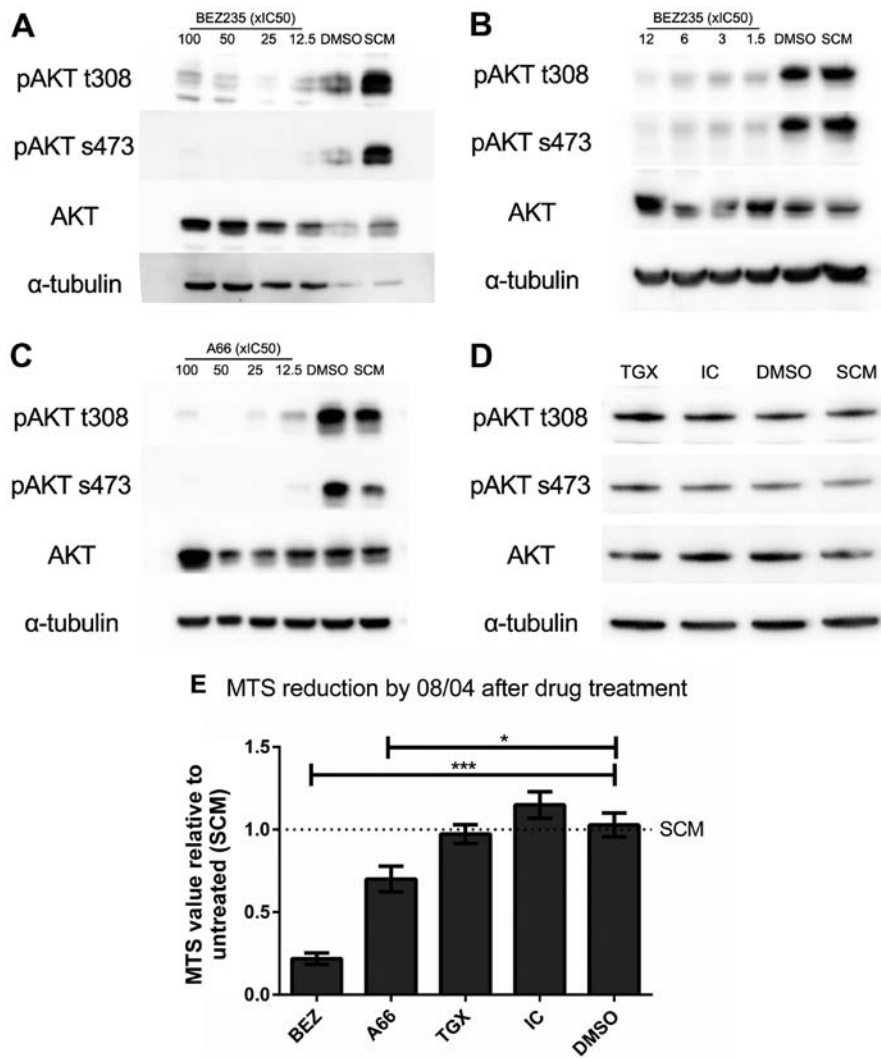 A
BEZ235 (xIC50)
100 50 25 12.5 DMSO SCM
pAKT t308
pAKT s473
AKT
α-tubulin
B
BEZ235 (xIC50)
12 6 3 1.5 DMSO SCM
pAKT t308
pAKT s473
AKT
α-tubulin
C
A66 (xIC50)
100 50 25 12.5 DMSO SCM
pAKT t308
pAKT s473
AKT
α-tubulin
D
TGX IC DMSO SCM
pAKT t308
pAKT s473
AKT
α-tubulin
E MTS reduction by 08/04 after drug treatment
MTS value relative to
untreated (SCM)
1.5
1.0
0.5
0.0
*
***
SCM
BEZ A66 TGX IC DMSO